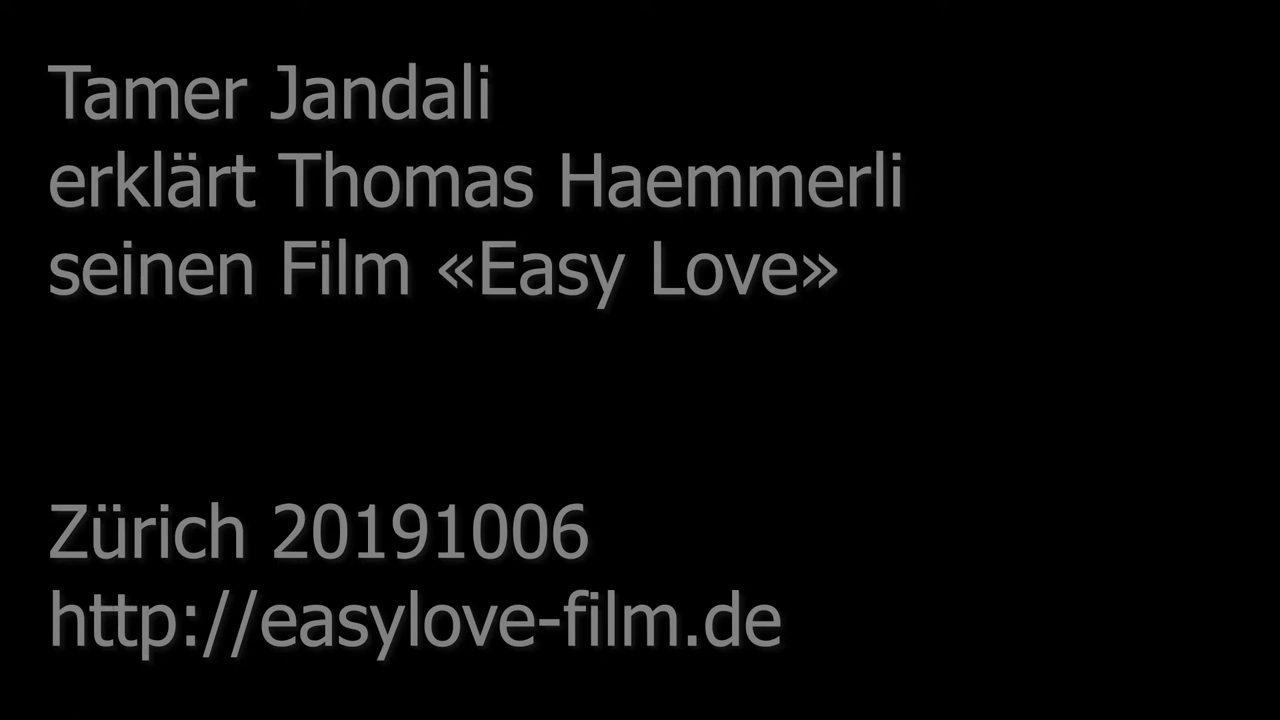 Tamer Jandali
erklärt Thomas Haemmerli
seinen Film «Easy Love»
Zürich 20191006
http://easylove-film.de